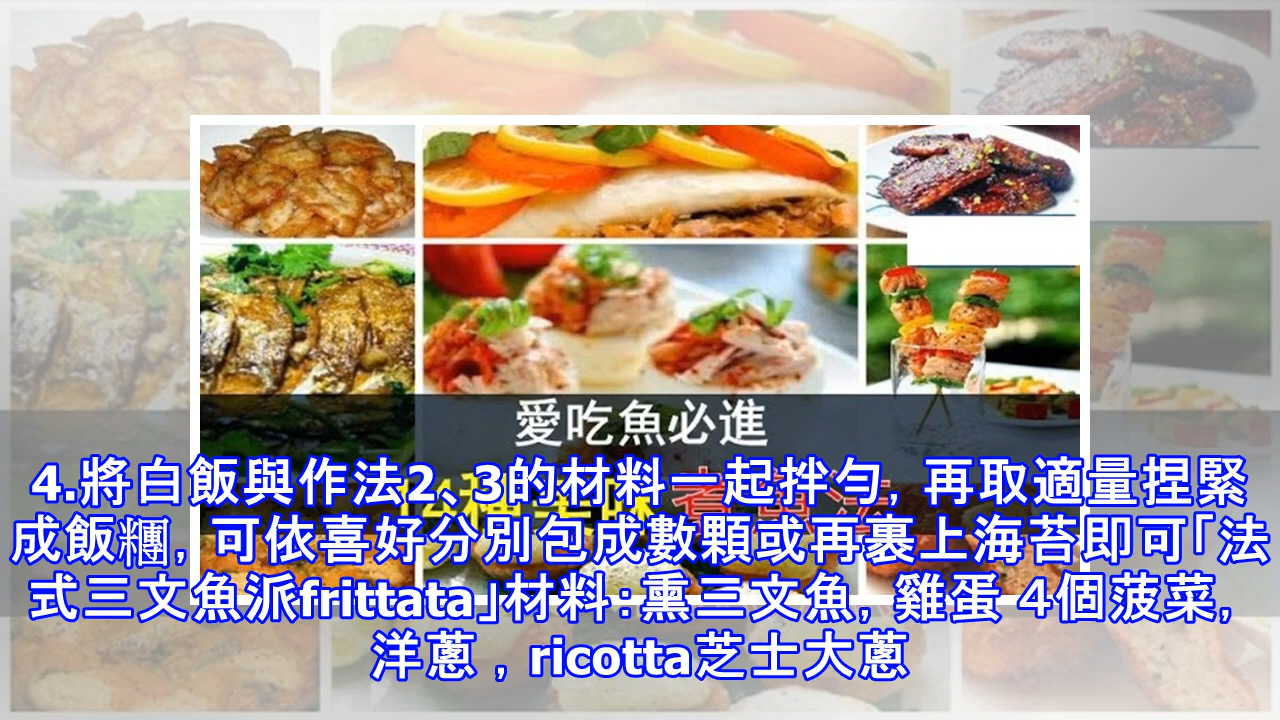 愛吃魚必進
4.將白飯與作法2、3的材料一起拌勻, 再取適量捏緊
成飯糰, 可依喜好分別包成數顆或再裹上海苔即可「法
式三文魚派frittata」材料:熏三文魚, 雞蛋 4個菠菜,
洋蔥 , ricotta芝士大蔥